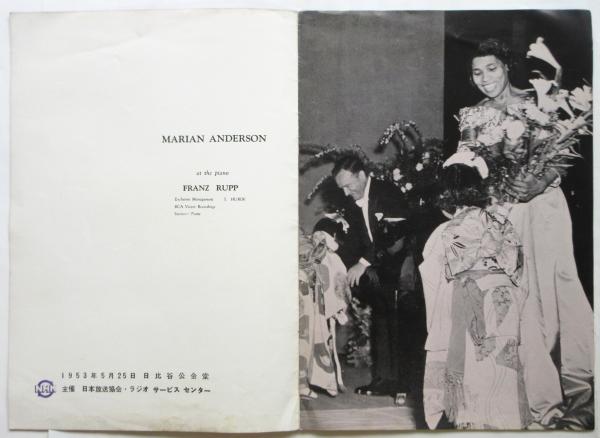 MARIAN ANDERSON
at the piano
FRANZ RUPP
Exclusive Management S. HUROK
RCA Victor Recordings
Steinway Piano
1953年5月25日 日比谷公会堂
NHK
主催 日本放送協会・ラジオ サービス センター